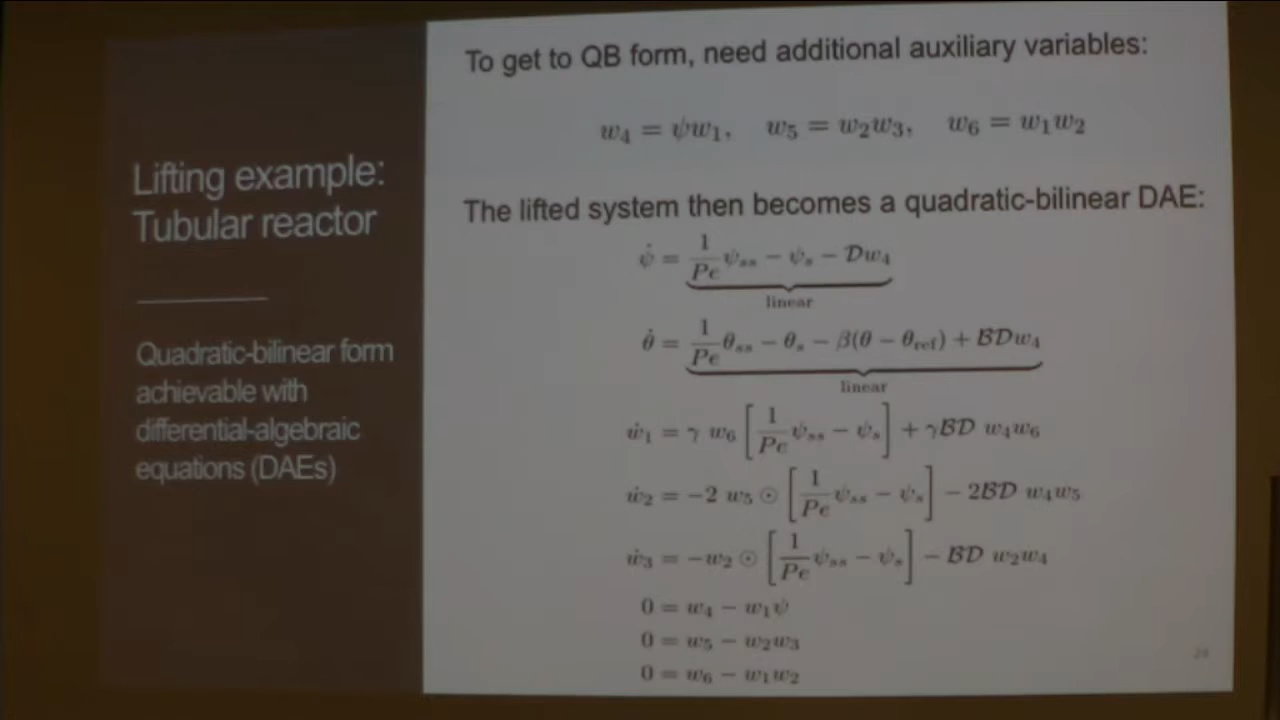 Lifting example:
Tubular reactor
Quadratic-bilinear form
achievable with
differential-algebraic
equations (DAEs)
To get to QB form, need additional auxiliary variables:
w₄ = ψw₁, w₅ = w₂w₃, w₆ = w₁w₂
The lifted system then becomes a quadratic-bilinear DAE:
ψ̇ = 1/Pe ψₛₛ − ψₛ − 𝒟w₄
linear
θ̇ = 1/Pe θₛₛ − θₛ − β(θ − θ_ref) + ℬ𝒟w₄
linear
ẇ₁ = γ w₆ [1/Pe ψₛₛ − ψₛ] + γℬ𝒟 w₄w₆
ẇ₂ = −2 w₅ ⊙ [1/Pe ψₛₛ − ψₛ] − 2ℬ𝒟 w₄w₅
ẇ₃ = −w₂ ⊙ [1/Pe ψₛₛ − ψₛ] − ℬ𝒟 w₂w₄
0 = w₄ − w₁ψ
0 = w₅ − w₂w₃
0 = w₆ − w₁w₂